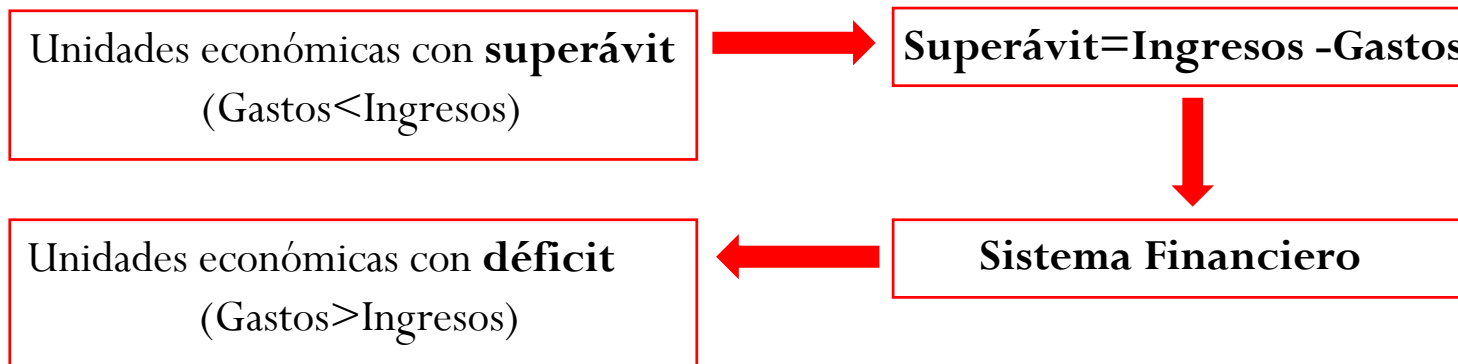 Unidades económicas con superávit
(Gastos<Ingresos)
Superávit=Ingresos -Gastos
Sistema Financiero
Unidades económicas con déficit
(Gastos>Ingresos)